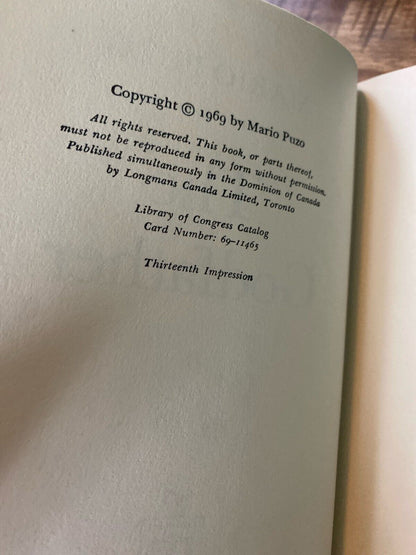 Copyright © 1969 by Mario Puzo
All rights reserved. This book, or parts thereof,
must not be reproduced in any form without permission.
Published simultaneously in the Dominion of Canada
by Longmans Canada Limited, Toronto
Library of Congress Catalog
Card Number: 69-11465
Thirteenth Impression